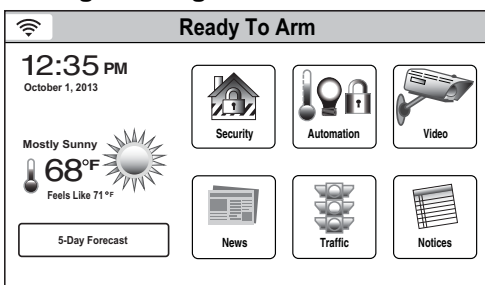 Ready To Arm
12:35 PM
October 1, 2013
Mostly Sunny
68°F
Feels Like 71°F
5-Day Forecast
Security
Automation
Video
News
Traffic
Notices